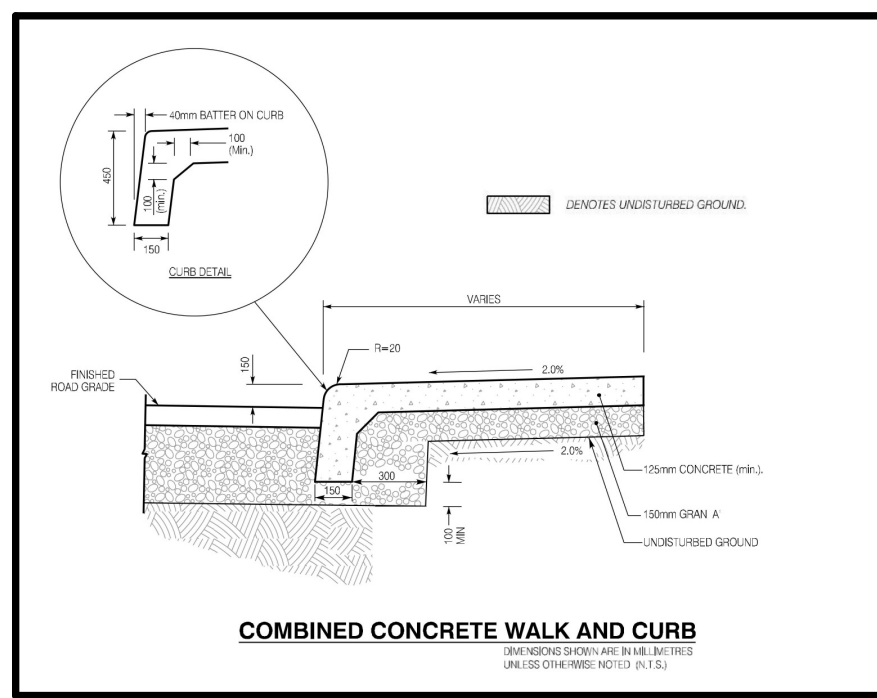 40mm BATTER ON CURB
100
(Min.)
450
100
(min.)
150
CURB DETAIL
DENOTES UNDISTURBED GROUND.
VARIES
R=20
150
2.0%
FINISHED
ROAD GRADE
2.0%
125mm CONCRETE (min.).
150
300
150mm GRAN 'A'
100
MIN
UNDISTURBED GROUND
COMBINED CONCRETE WALK AND CURB
DIMENSIONS SHOWN ARE IN MILLIMETRES
UNLESS OTHERWISE NOTED (N.T.S.)